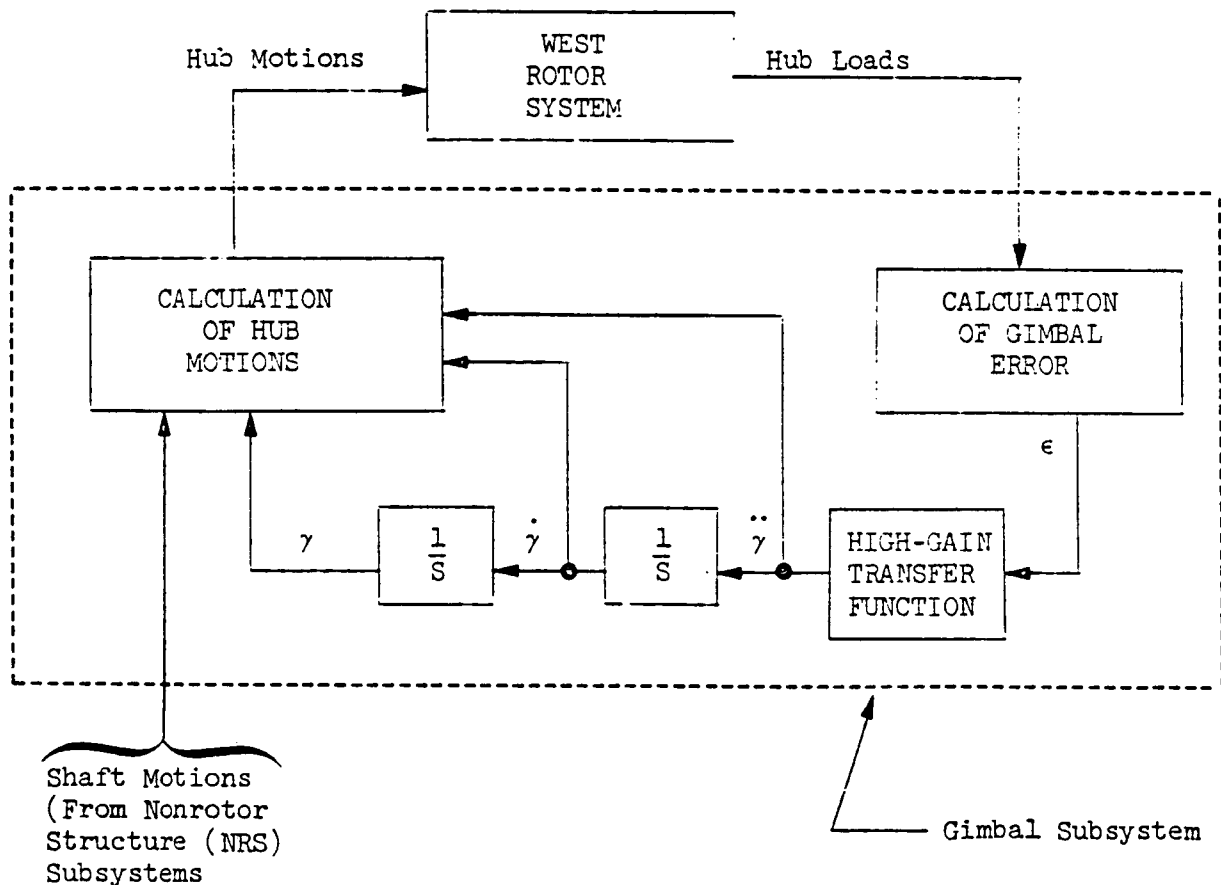 Hub Motions
WEST
ROTOR
SYSTEM
Hub Loads
CALCULATION
OF HUB
MOTIONS
CALCULATION
OF GIMBAL
ERROR
ϵ
γ
1
S
γ̇
1
S
γ̈
HIGH-GAIN
TRANSFER
FUNCTION
Shaft Motions
(From Nonrotor
Structure (NRS)
Subsystems
Gimbal Subsystem